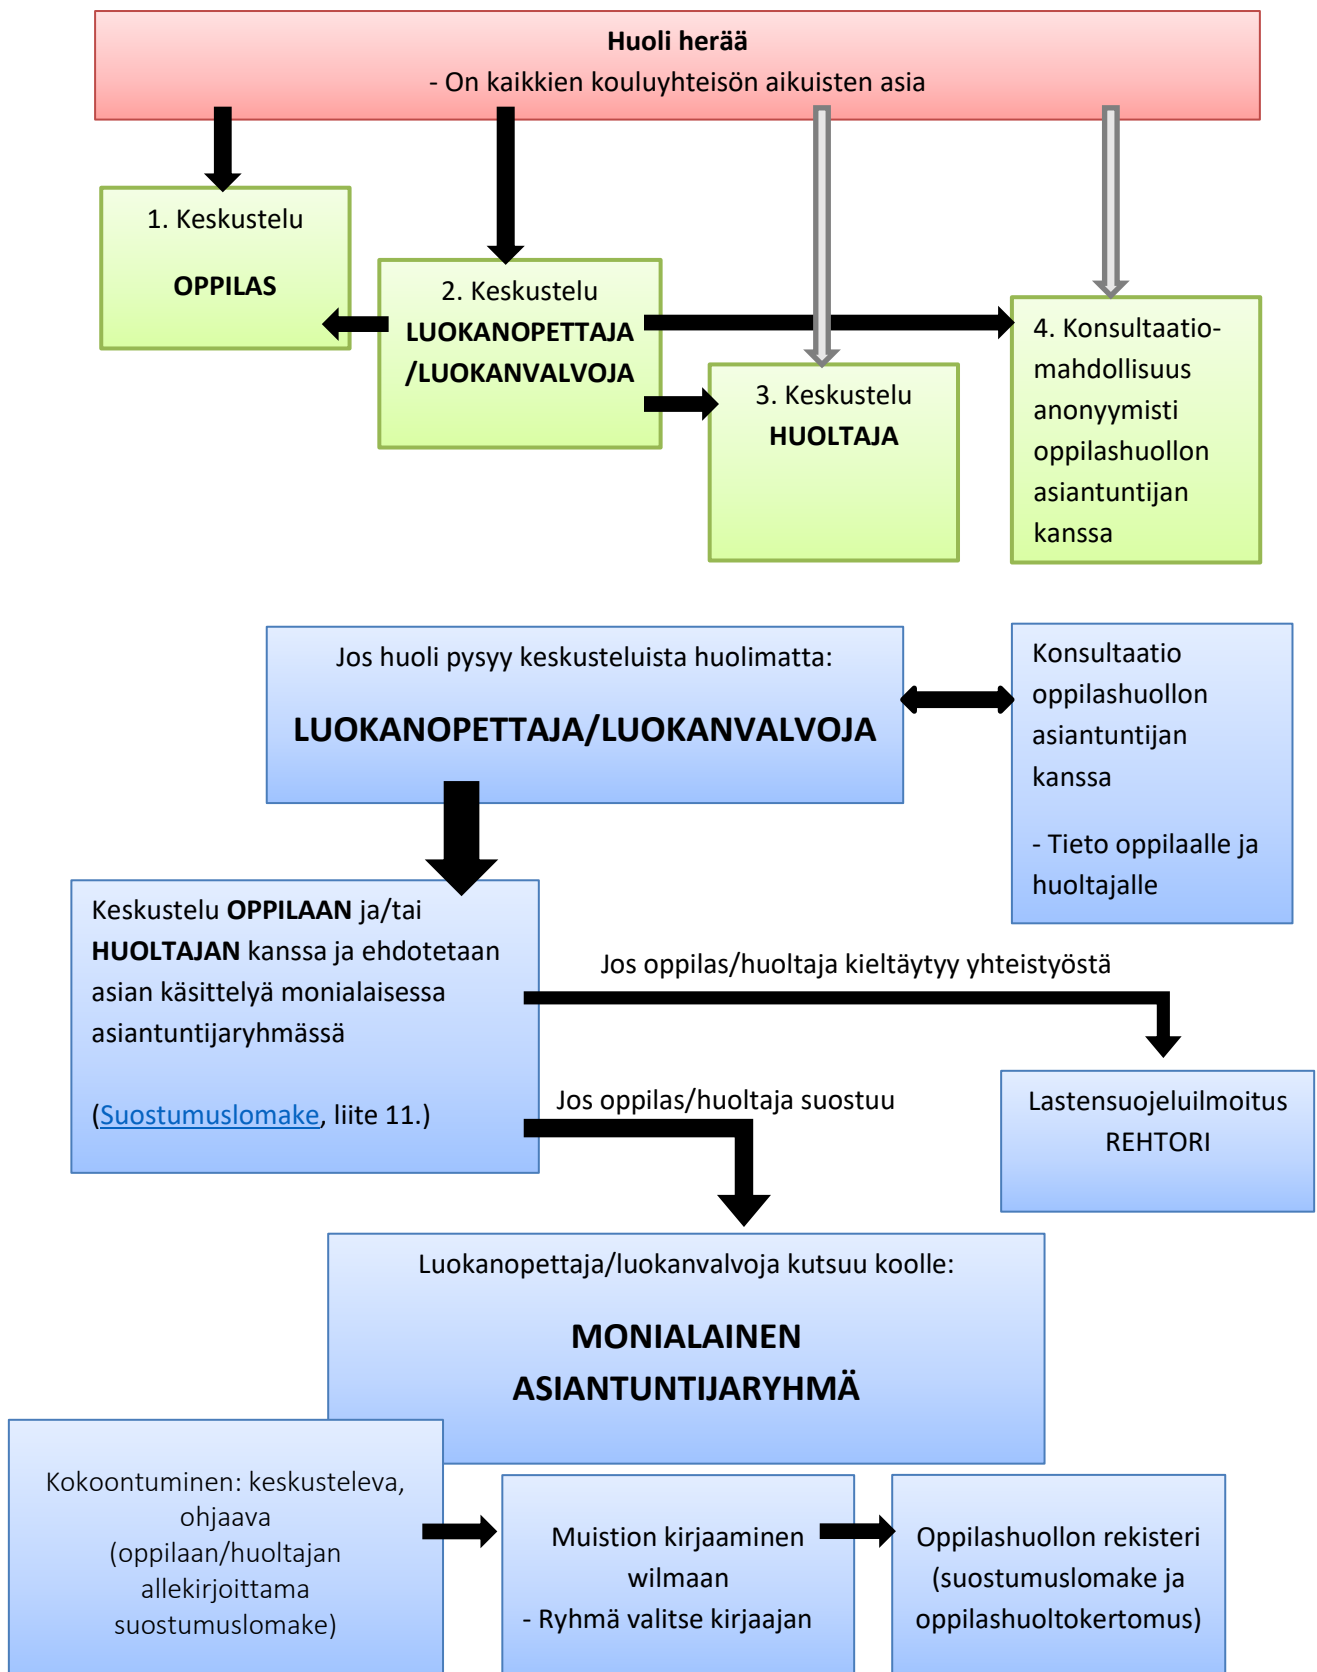 Huoli herää
- On kaikkien kouluyhteisön aikuisten asia
1. Keskustelu
OPPILAS
2. Keskustelu
LUOKANOPETTAJA
/LUOKANVALVOJA
3. Keskustelu
HUOLTAJA
4. Konsultaatio-
mahdollisuus
anonyymisti
oppilashuollon
asiantuntijan
kanssa
Jos huoli pysyy keskusteluista huolimatta:
LUOKANOPETTAJA/LUOKANVALVOJA
Konsultaatio
oppilashuollon
asiantuntijan
kanssa
- Tieto oppilaalle ja
huoltajalle
Keskustelu OPPILAAN ja/tai
HUOLTAJAN kanssa ja ehdotetaan
asian käsittelyä monialaisessa
asiantuntijaryhmässä
(Suostumuslomake, liite 11.)
Jos oppilas/huoltaja kieltäytyy yhteistyöstä
Jos oppilas/huoltaja suostuu
Lastensuojeluilmoitus
REHTORI
Luokanopettaja/luokanvalvoja kutsuu koolle:
MONIALAINEN
ASIANTUNTIJARYHMÄ
Kokoontuminen: keskusteleva,
ohjaava
(oppilaan/huoltajan
allekirjoittama
suostumuslomake)
Muistion kirjaaminen
wilmaan
- Ryhmä valitse kirjaajan
Oppilashuollon rekisteri
(suostumuslomake ja
oppilashuoltokertomus)